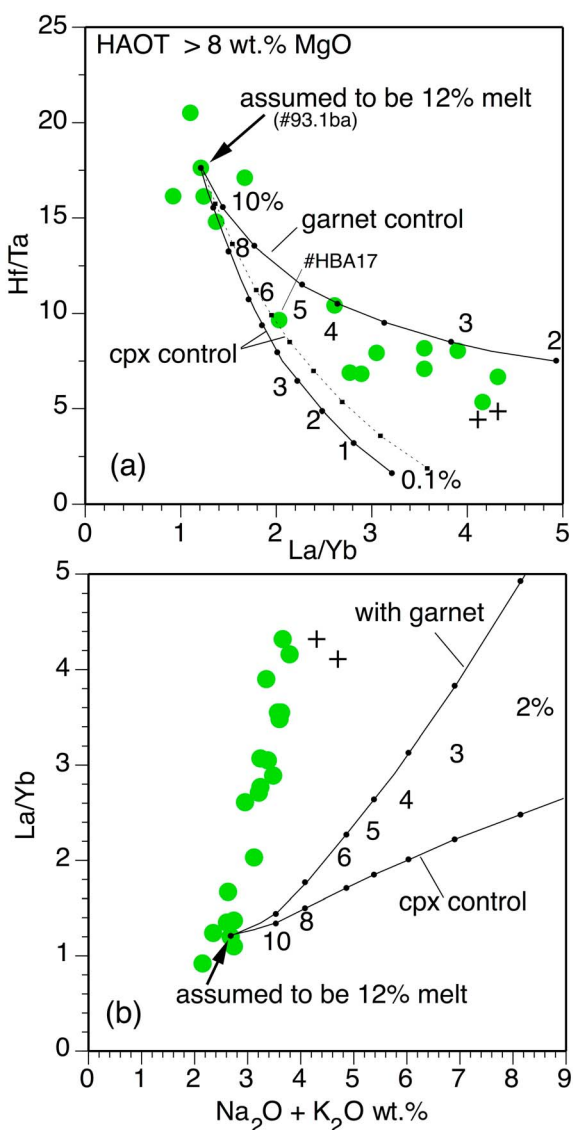 HAOT > 8 wt.% MgO
assumed to be 12% melt
(#93.1ba)
25
20
15
10
5
0
Hf/Ta
10%
garnet control
8
#HBA17
6
5
4
3
2
cpx control
3
2
1
0.1%
(a)
0 1 2 3 4 5
La/Yb
5
4
3
2
1
0
La/Yb
with garnet
2%
3
4
5
6
8
10
cpx control
assumed to be 12% melt
(b)
0 1 2 3 4 5 6 7 8 9
Na₂O + K₂O wt.%